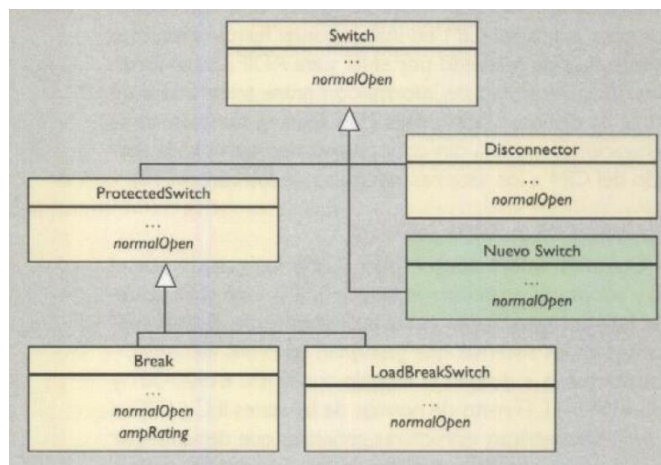 Switch
...
normalOpen
Disconnector
...
normalOpen
ProtectedSwitch
...
normalOpen
Nuevo Switch
...
normalOpen
Break
...
normalOpen
ampRating
LoadBreakSwitch
...
normalOpen